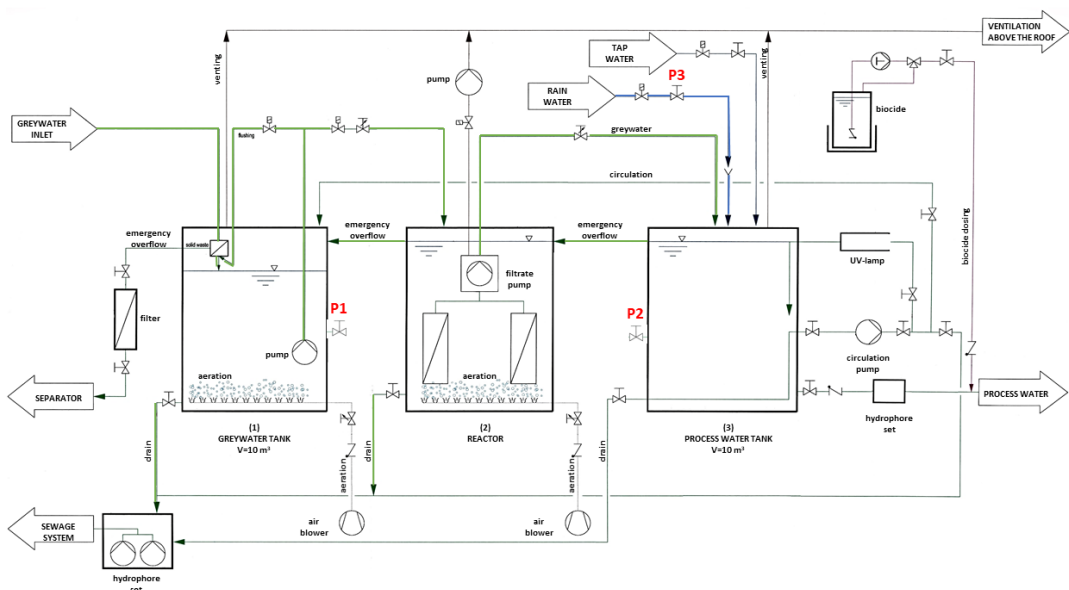 VENTILATION
ABOVE THE ROOF
TAP
WATER
P3
RAIN
WATER
venting
pump
venting
biocide
GREYWATER
INLET
flushing
greywater
circulation
emergency
overflow
solid waste
emergency
overflow
emergency
overflow
UV-lamp
biocide dosing
filtrate
pump
filter
P1
P2
pump
circulation
pump
aeration
aeration
SEPARATOR
PROCESS WATER
hydrophore
set
(1)
GREYWATER TANK
V=10 m³
(2)
REACTOR
(3)
PROCESS WATER TANK
V=10 m³
drain
aeration
drain
aeration
drain
SEWAGE
SYSTEM
air
blower
air
blower
hydrophore
set